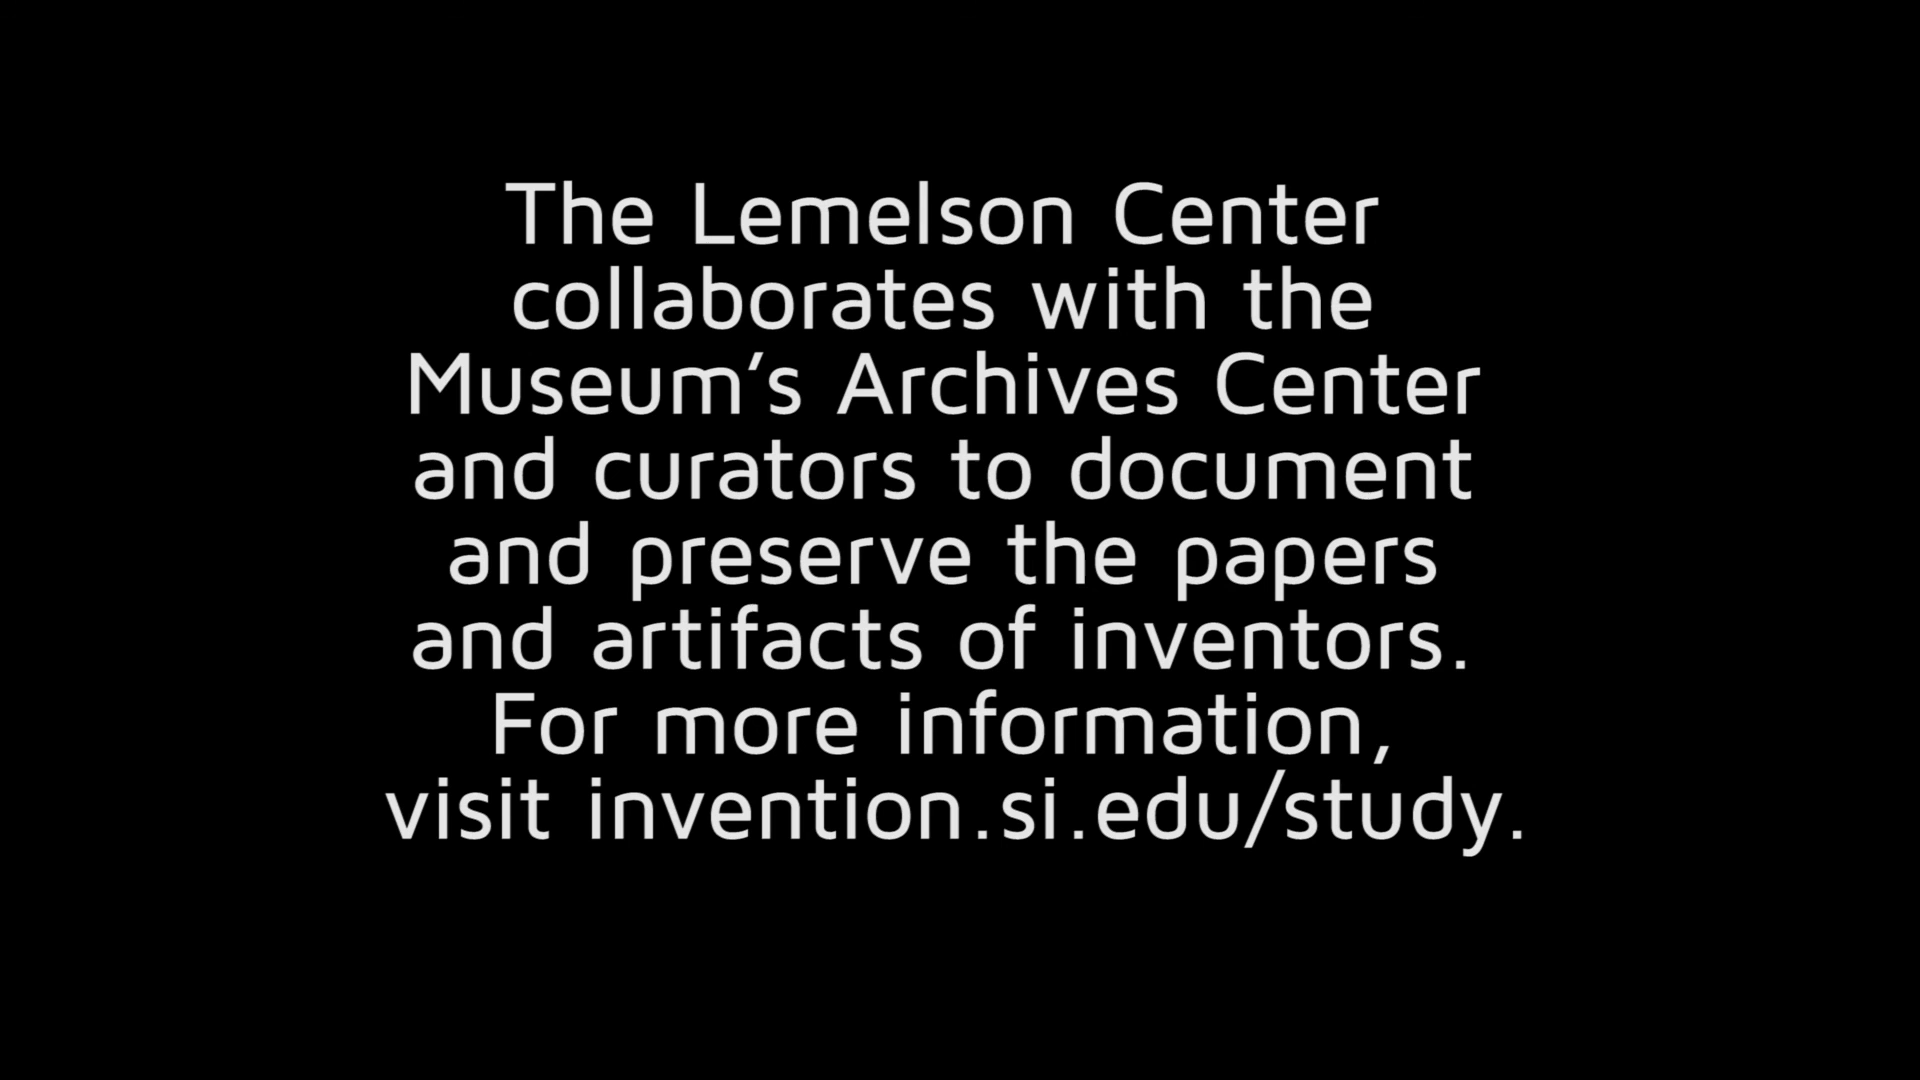 The Lemelson Center
collaborates with the
Museum’s Archives Center
and curators to document
and preserve the papers
and artifacts of inventors.
For more information,
visit invention.si.edu/study.